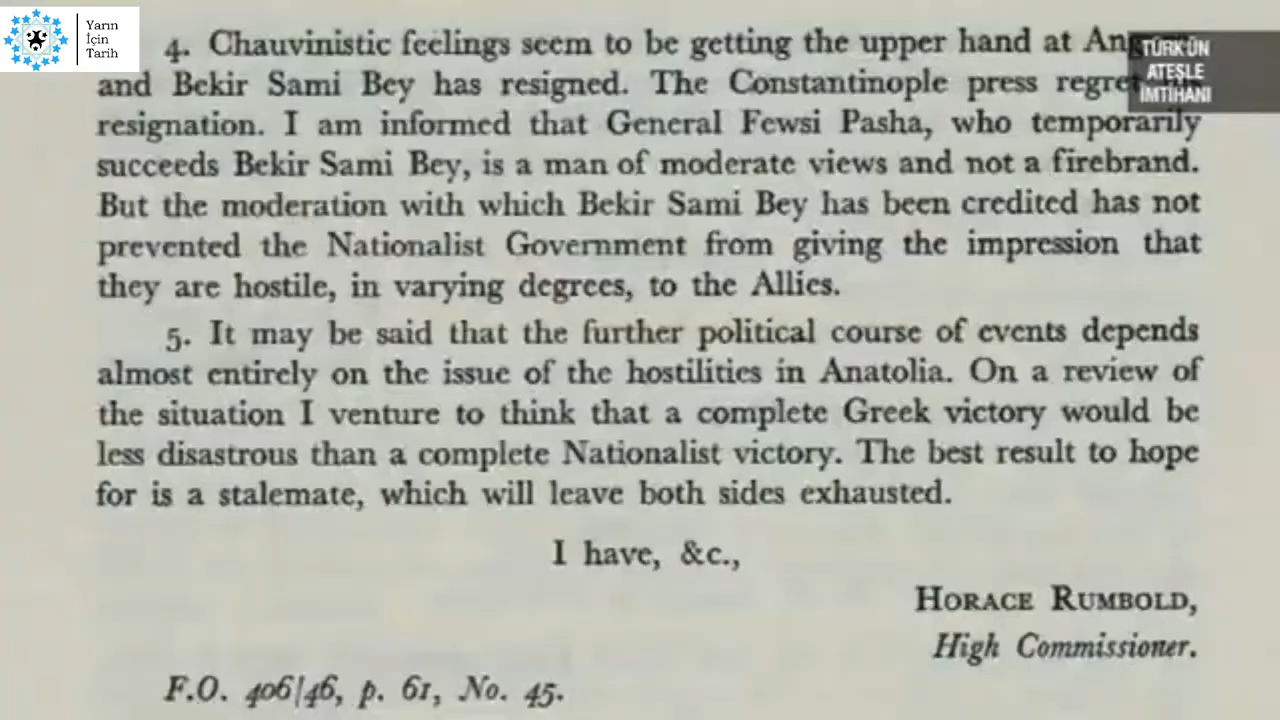 Yarın
İçin
Tarih
TÜRK'ÜN
ATEŞLE
İMTİHANI
4. Chauvinistic feelings seem to be getting the upper hand at
and Bekir Sami Bey has resigned. The Constantinople press
resignation. I am informed that General Fewsi Pasha, who temporarily
succeeds Bekir Sami Bey, is a man of moderate views and not a firebrand.
But the moderation with which Bekir Sami Bey has been credited has not
prevented the Nationalist Government from giving the impression that
they are hostile, in varying degrees, to the Allies.
5. It may be said that the further political course of events depends
almost entirely on the issue of the hostilities in Anatolia. On a review of
the situation I venture to think that a complete Greek victory would be
less disastrous than a complete Nationalist victory. The best result to hope
for is a stalemate, which will leave both sides exhausted.
I have, &c.,
HORACE RUMBOLD,
High Commissioner.
F.O. 406/46, p. 61, No. 45.